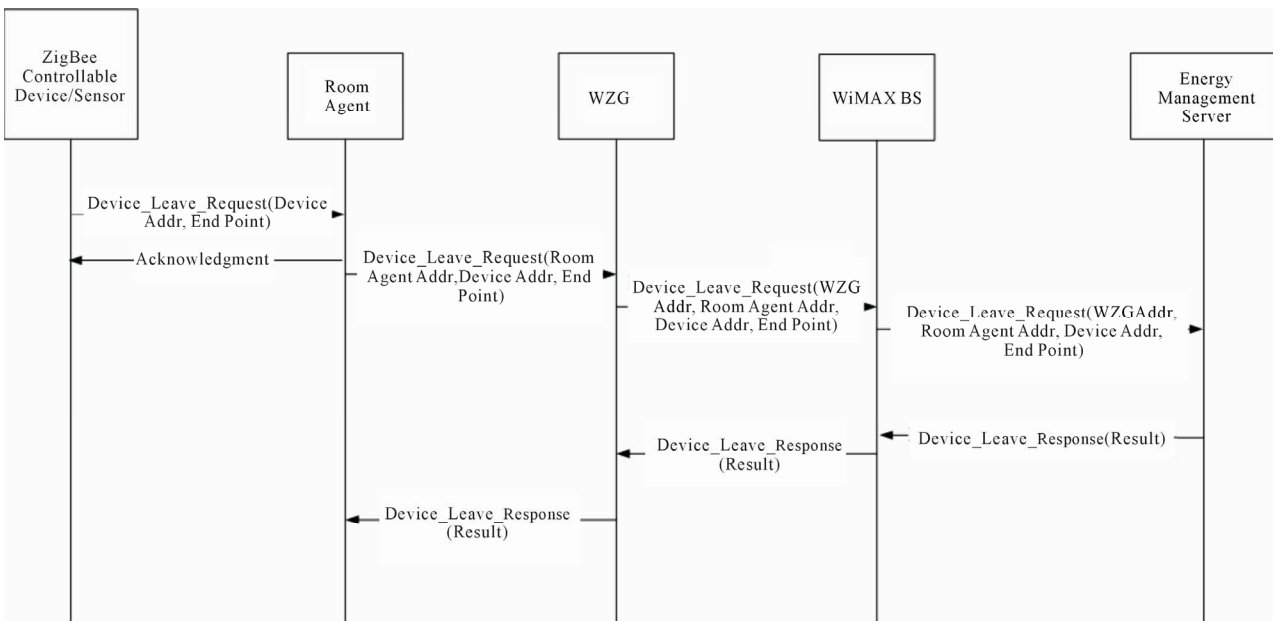 ZigBee
Controllable
Device/Sensor
Room
Agent
WZG
WiMAX BS
Energy
Management
Server
Device_Leave_Request(Device
Addr, End Point)
Acknowledgment
Device_Leave_Request(Room
Agent Addr,Device Addr, End
Point)
Device_Leave_Request(WZG
Addr, Room Agent Addr,
Device Addr, End Point)
Device_Leave_Request(WZGAddr,
Room Agent Addr, Device Addr,
End Point)
Device_Leave_Response(Result)
Device_Leave_Response
(Result)
Device_Leave_Response
(Result)